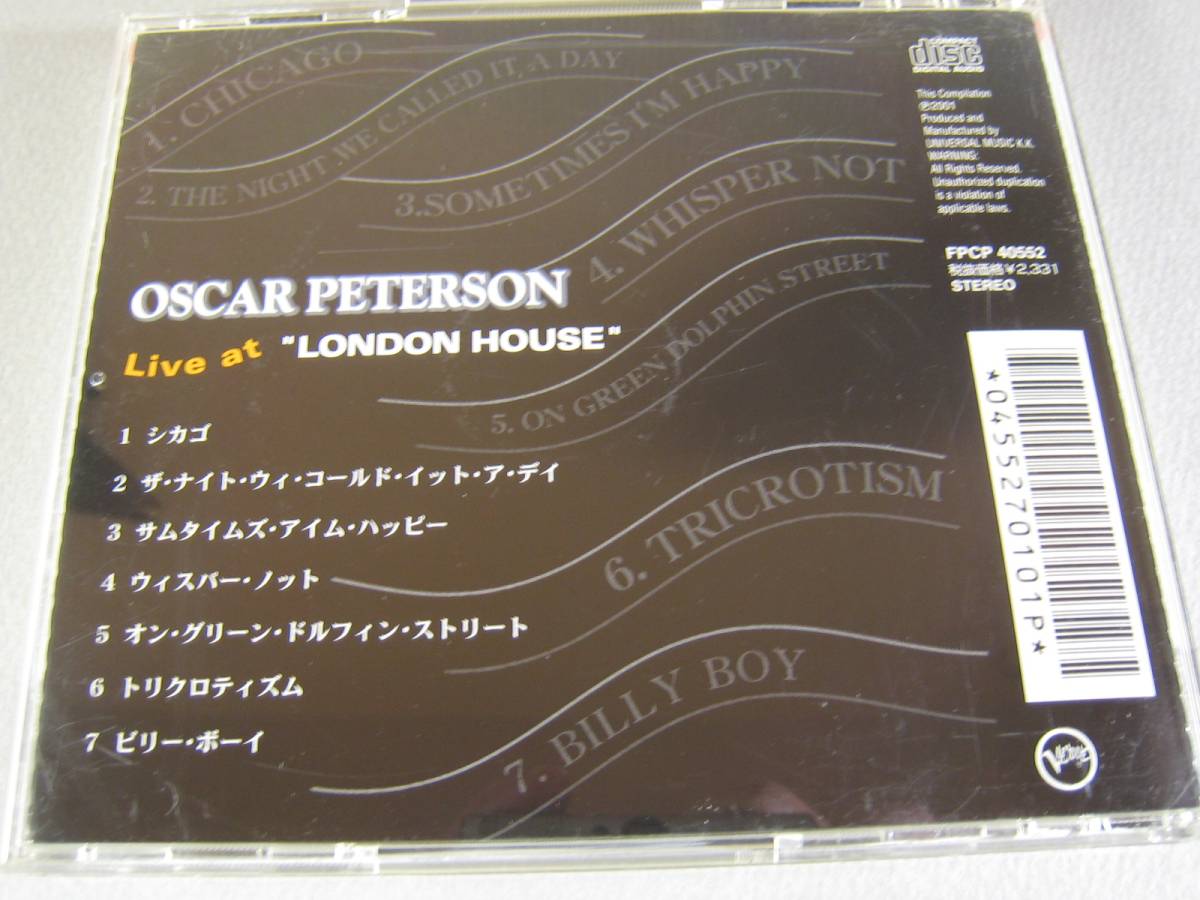 1. CHICAGO
2. THE NIGHT WE CALLED IT, A DAY
3.SOMETIMES I'M HAPPY
4. WHISPER NOT
5. ON GREEN DOLPHIN STREET
6. TRICROTISM
7. BILLY BOY
OSCAR PETERSON
Live at "LONDON HOUSE"
1 シカゴ
2 ザ・ナイト・ウィ・コールド・イット・ア・デイ
3 サムタイムズ・アイム・ハッピー
4 ウィスパー・ノット
5 オン・グリーン・ドルフィン・ストリート
6 トリクロティズム
7 ビリー・ボーイ
COMPACT
disc
DIGITAL AUDIO
This Compilation
℗2001
Produced and
Manufactured by
UNIVERSAL MUSIC K.K.
WARNING:
All Rights Reserved.
Unauthorized duplication
is a violation of
applicable laws.
FPCP 40552
税抜価格¥2,331
STEREO
*0455270101P*
Verve